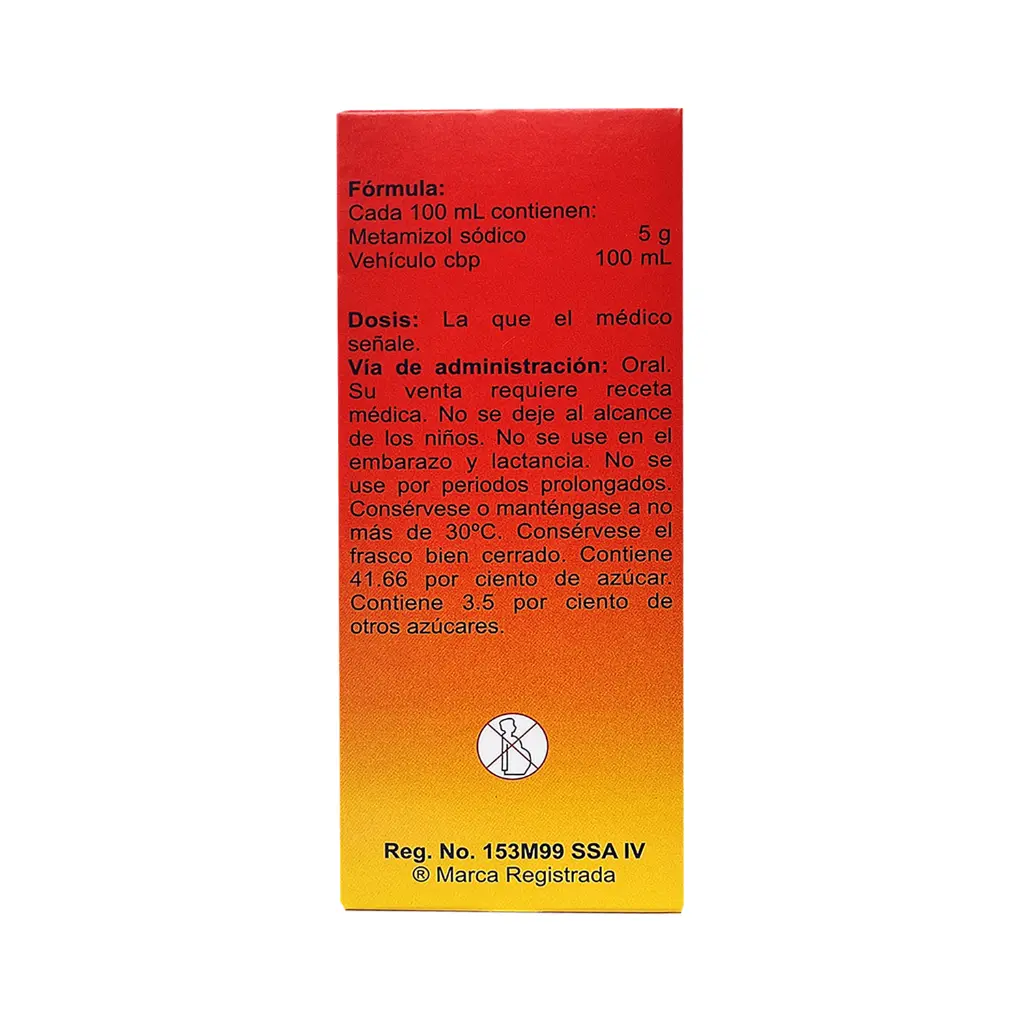 Fórmula:
Cada 100 mL contienen:
Metamizol sódico 5 g
Vehículo cbp 100 mL
Dosis: La que el médico
señale.
Vía de administración: Oral.
Su venta requiere receta
médica. No se deje al alcance
de los niños. No se use en el
embarazo y lactancia. No se
use por periodos prolongados.
Consérvese o manténgase a no
más de 30ºC. Consérvese el
frasco bien cerrado. Contiene
41.66 por ciento de azúcar.
Contiene 3.5 por ciento de
otros azúcares.
Reg. No. 153M99 SSA IV
® Marca Registrada